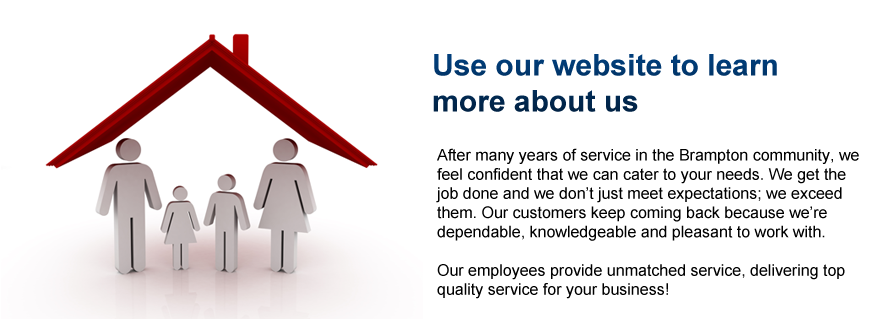 Use our website to learn
more about us
After many years of service in the Brampton community, we
feel confident that we can cater to your needs. We get the
job done and we don't just meet expectations; we exceed
them. Our customers keep coming back because we're
dependable, knowledgeable and pleasant to work with.
Our employees provide unmatched service, delivering top
quality service for your business!